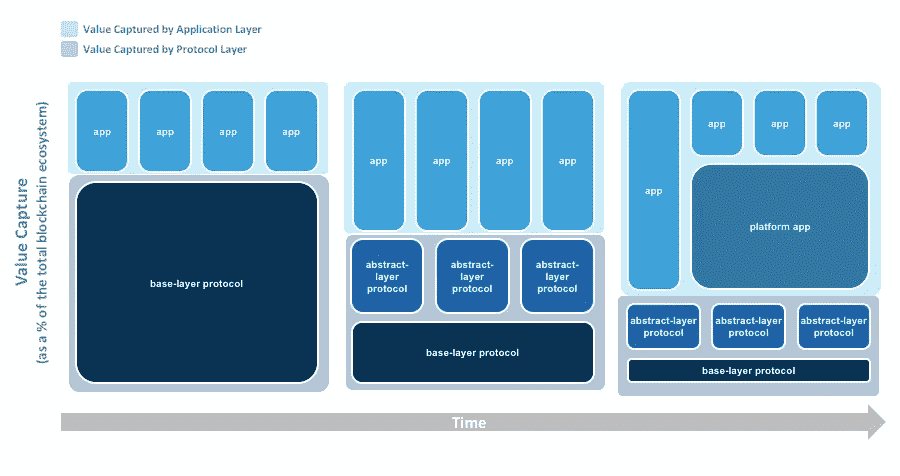 Value Captured by Application Layer
Value Captured by Protocol Layer
Value Capture
(as a % of the total blockchain ecosystem)
app
app
app
app
base-layer protocol
app
app
app
app
abstract-
layer
protocol
abstract-
layer
protocol
abstract-
layer
protocol
base-layer protocol
app
app
app
app
platform app
abstract-layer
protocol
abstract-layer
protocol
abstract-layer
protocol
base-layer protocol
Time